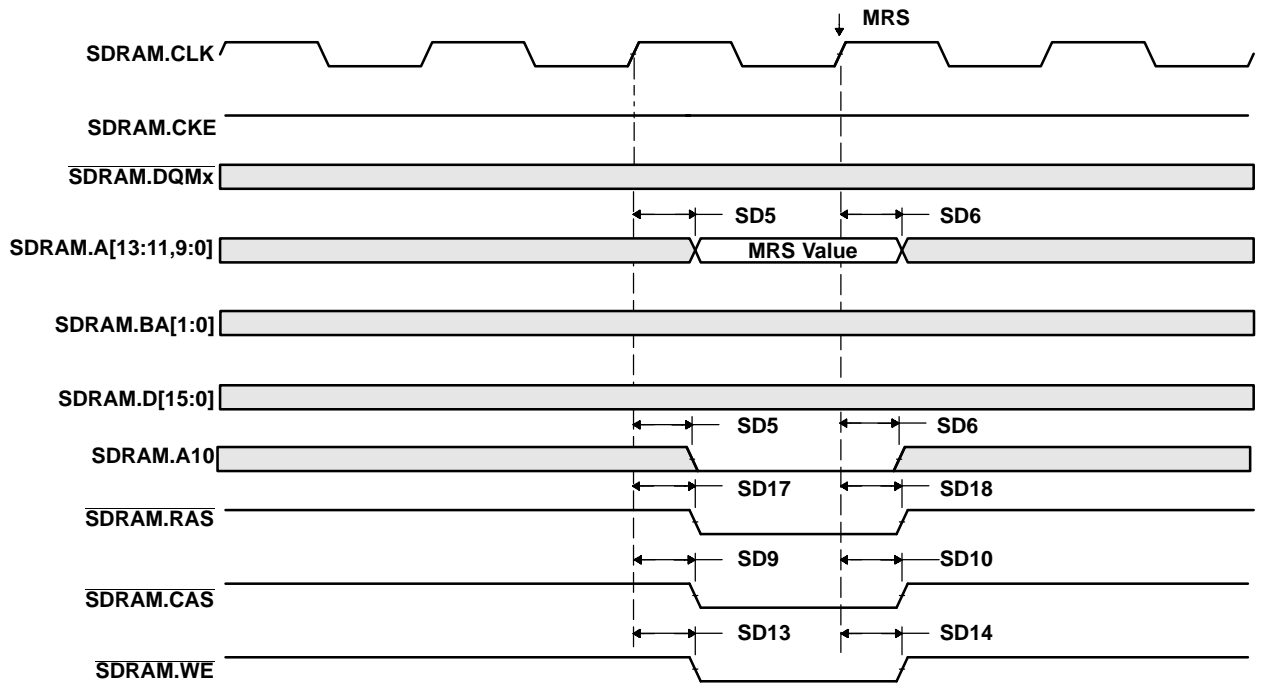 MRS
SDRAM.CLK
SDRAM.CKE
SDRAM.DQMx
SD5 SD6
SDRAM.A[13:11,9:0] MRS Value
SDRAM.BA[1:0]
SDRAM.D[15:0]
SD5 SD6
SDRAM.A10
SD17 SD18
SDRAM.RAS
SD9 SD10
SDRAM.CAS
SD13 SD14
SDRAM.WE